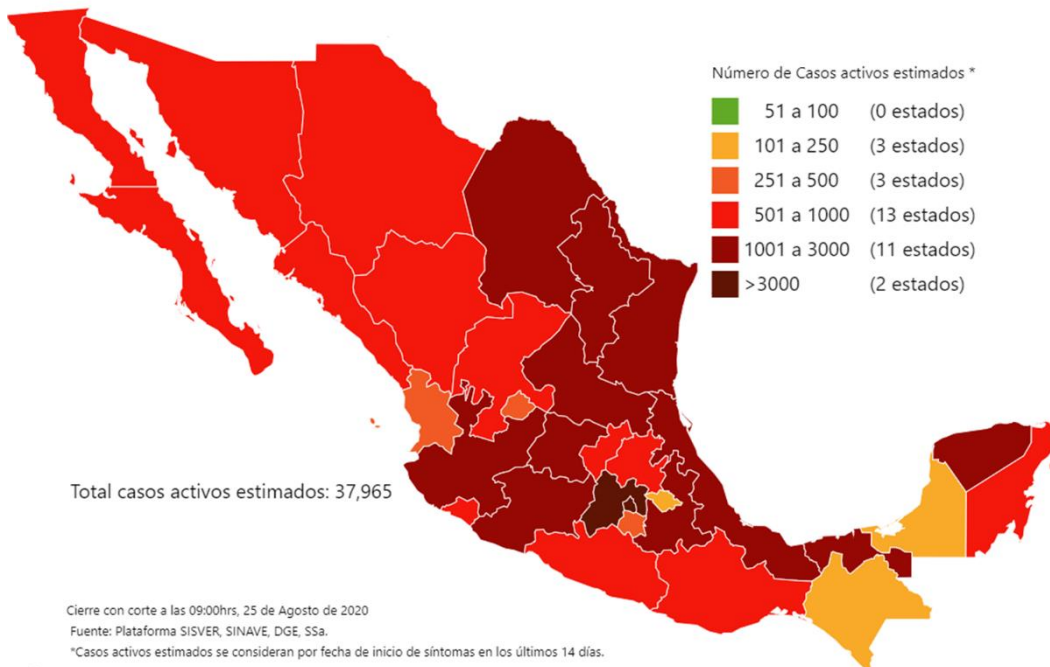 Número de Casos activos estimados *
51 a 100 (0 estados)
101 a 250 (3 estados)
251 a 500 (3 estados)
501 a 1000 (13 estados)
1001 a 3000 (11 estados)
>3000 (2 estados)
Total casos activos estimados: 37,965
Cierre con corte a las 09:00hrs, 25 de Agosto de 2020
Fuente: Plataforma SISVER, SINAVE, DGE, SSa.
*Casos activos estimados se consideran por fecha de inicio de síntomas en los últimos 14 días.